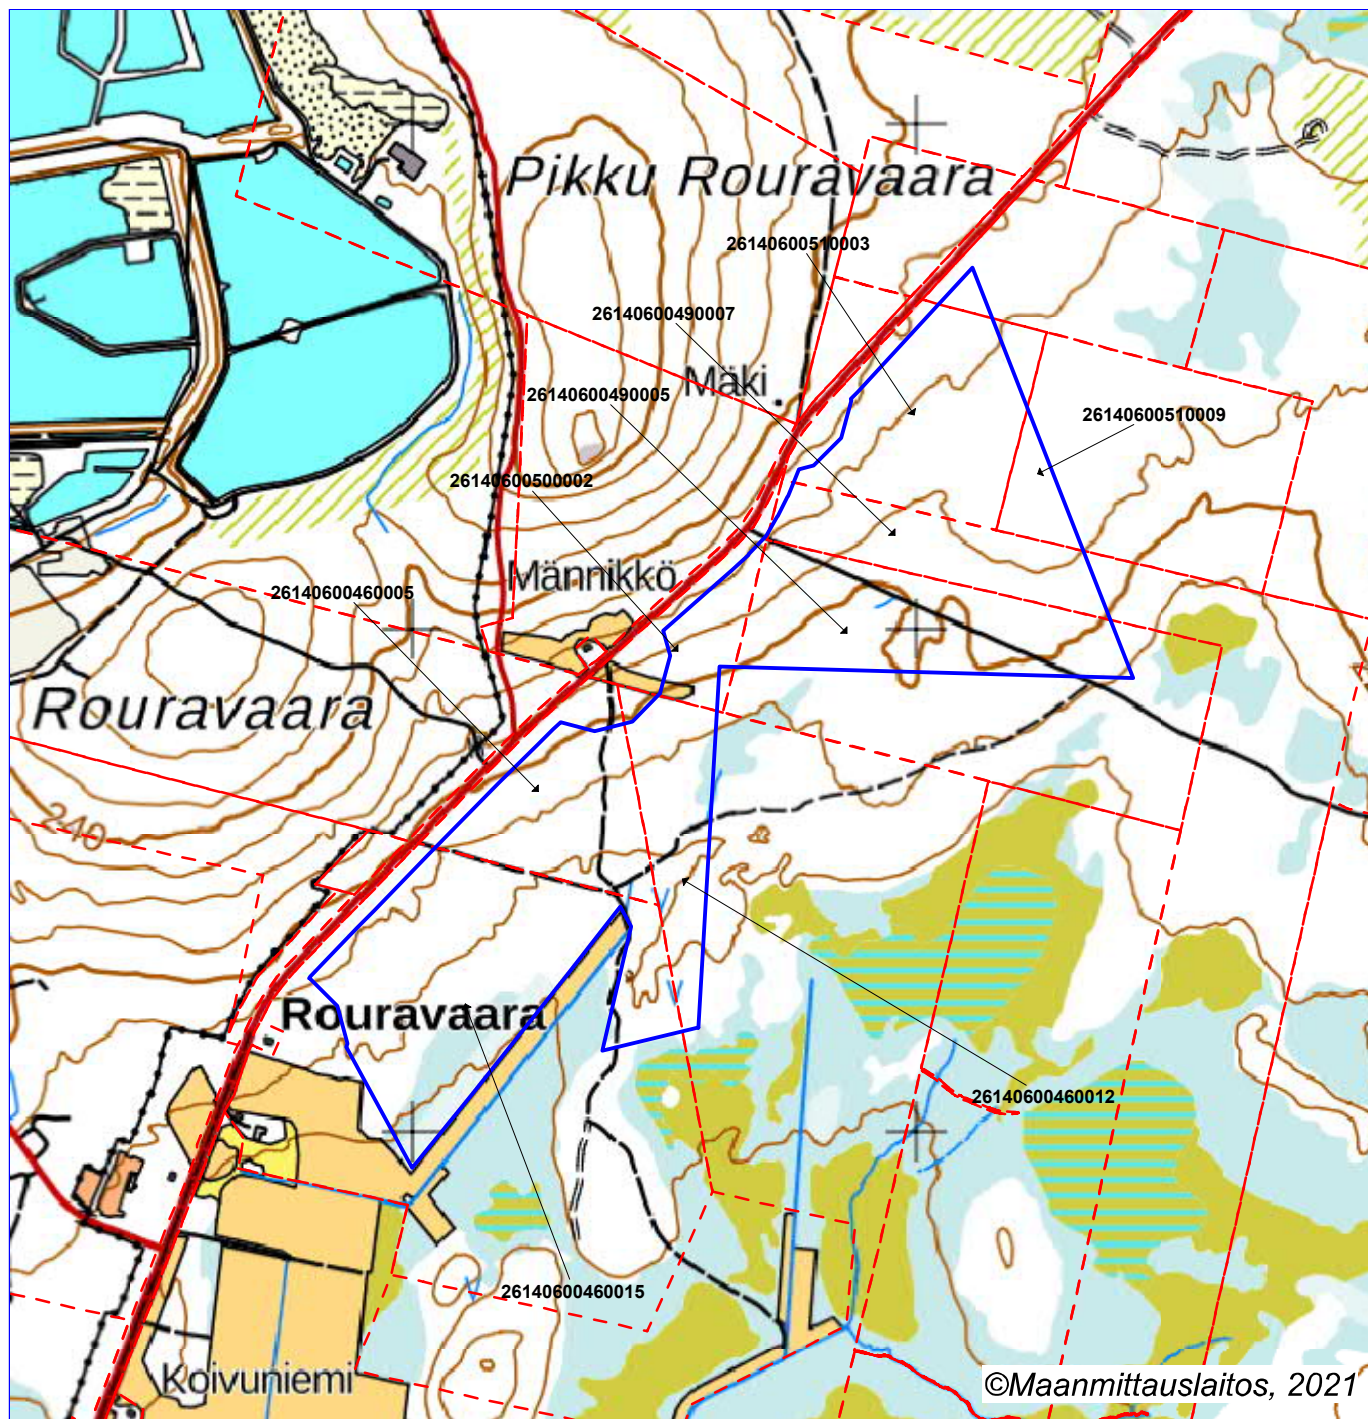 Pikku Rouravaara
26140600510003
26140600490007
Mäki
26140600490005
26140600510009
26140600500002
Männikkö
26140600460005
Rouravaara
240
Rouravaara
26140600460012
26140600460015
Koivuniemi
©Maanmittauslaitos, 2021